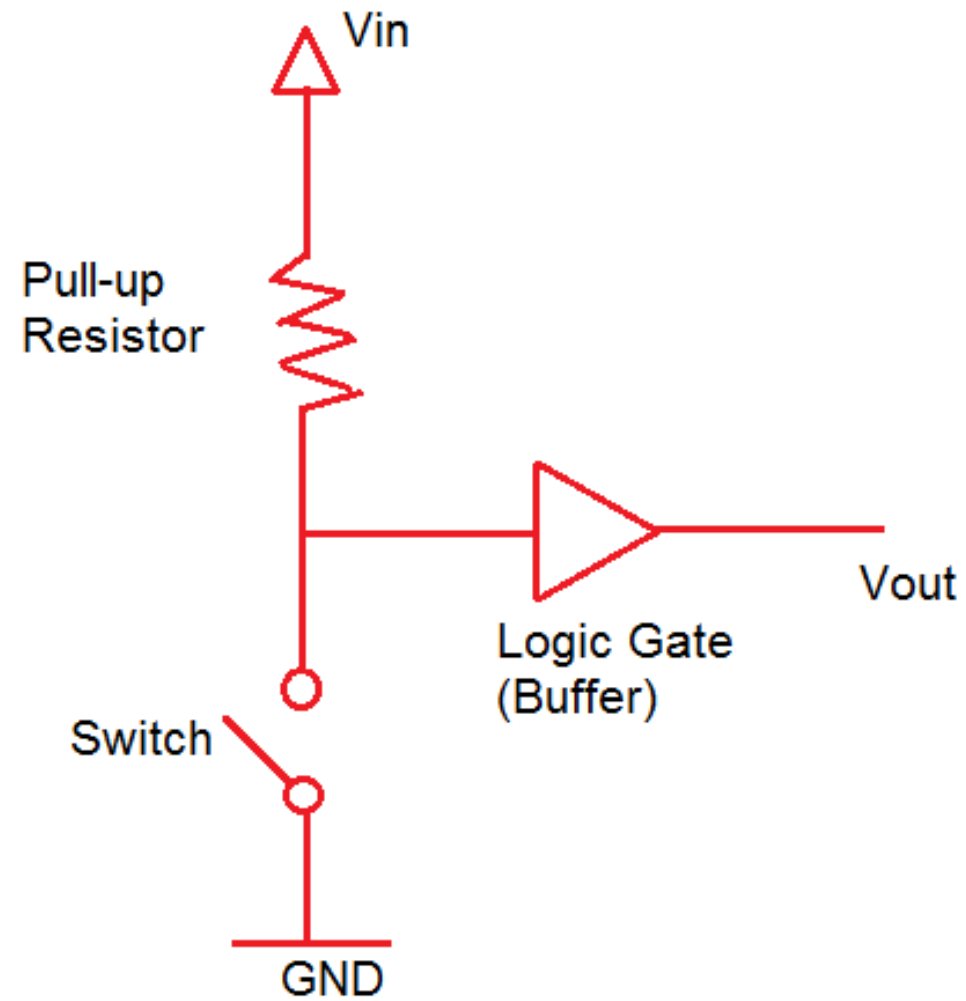 Vin
Pull-up
Resistor
Vout
Logic Gate
(Buffer)
Switch
GND